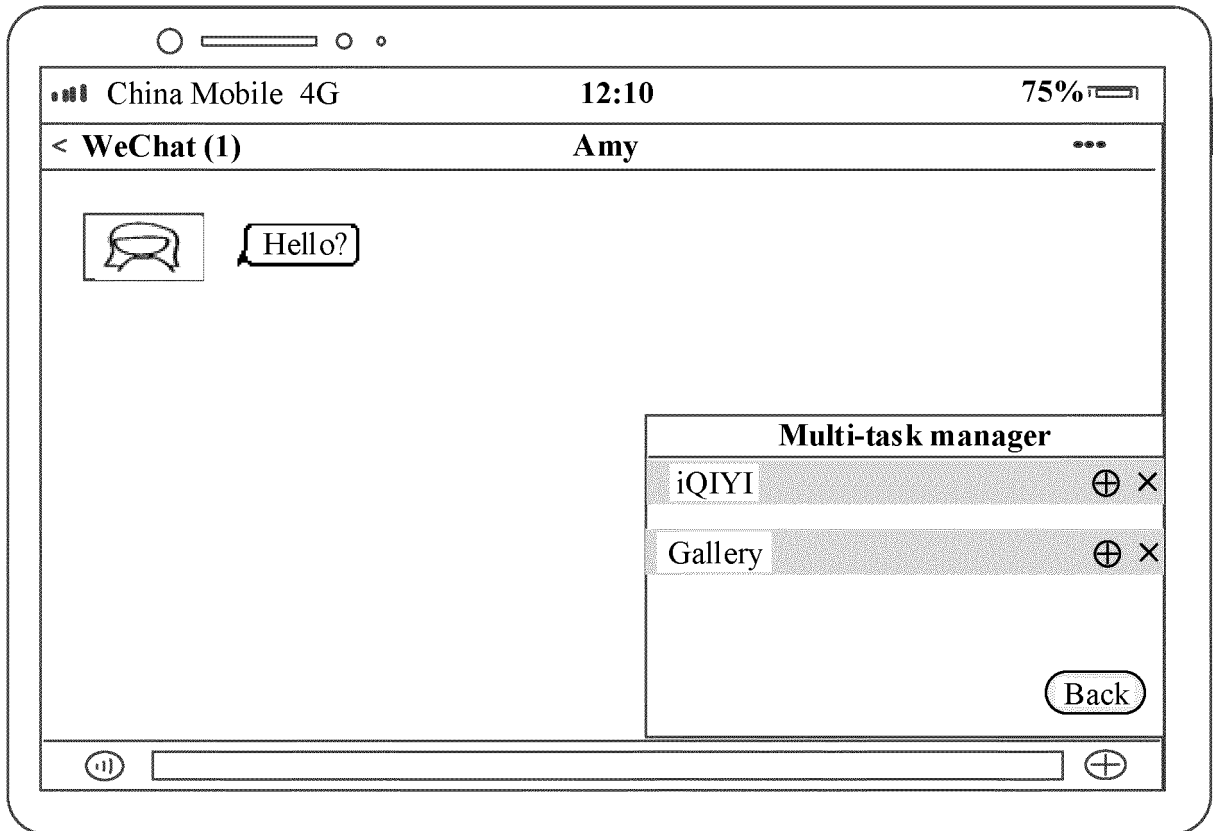 China Mobile 4G 12:10 75%
< WeChat (1) Amy •••
Hello?
Multi-task manager
iQIYI
Gallery
Back